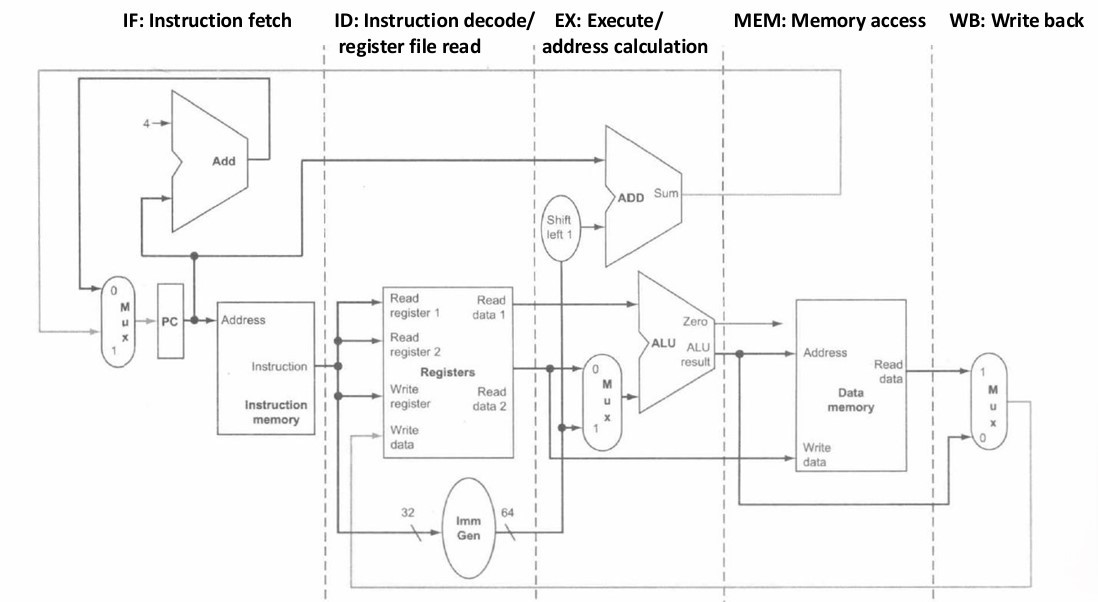 IF: Instruction fetch
ID: Instruction decode/
register file read
EX: Execute/
address calculation
MEM: Memory access
WB: Write back
4
Add
ADD
Sum
Shift
left 1
0
M
u
x
1
PC
Address
Instruction
Instruction
memory
Read
register 1
Read
register 2
Registers
Write
register
Write
data
Read
data 1
Read
data 2
32
Imm
Gen
64
0
M
u
x
1
Zero
ALU
ALU
result
Address
Read
data
Data
memory
Write
data
1
M
u
x
0